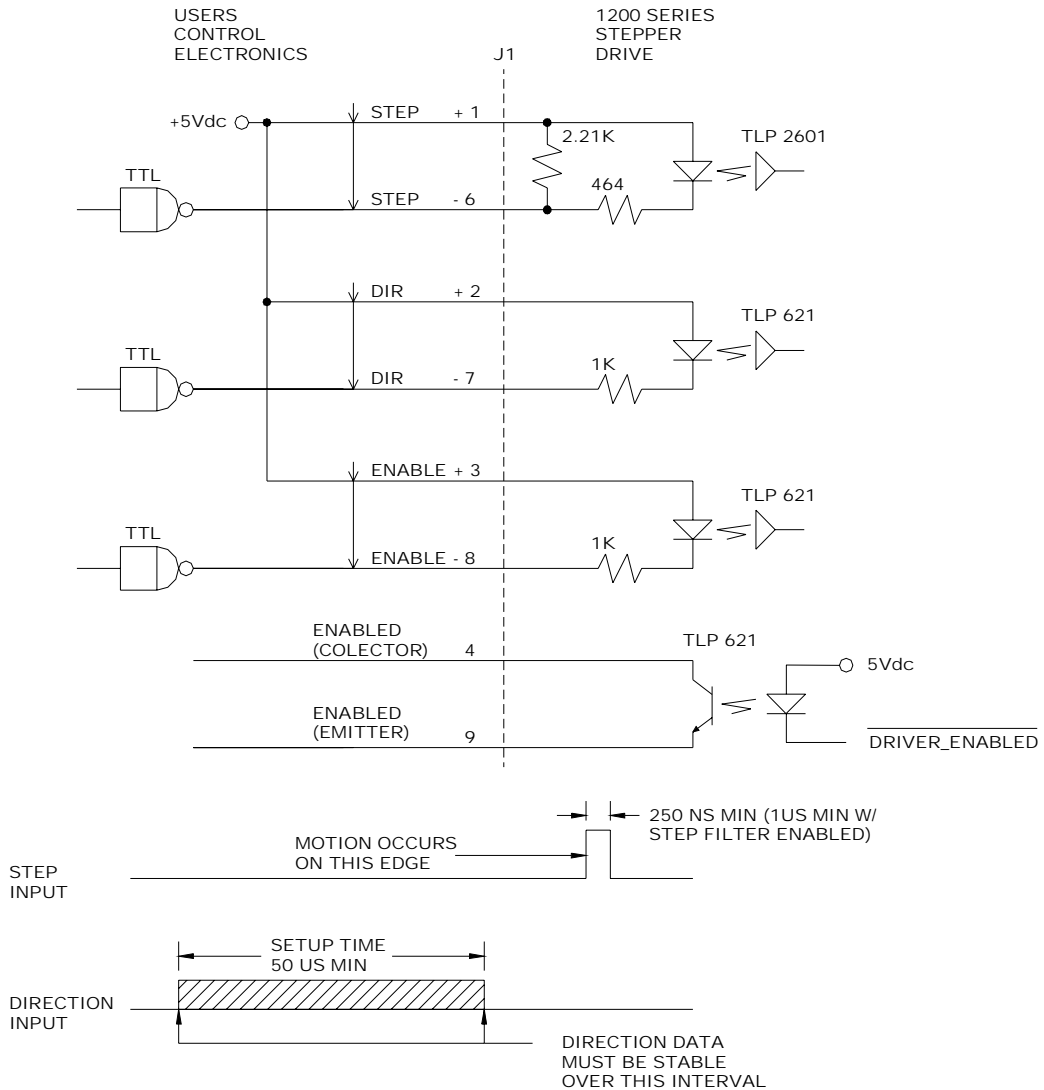 USERS
CONTROL
ELECTRONICS
J1
1200 SERIES
STEPPER
DRIVE
+5Vdc
STEP + 1
2.21K
TLP 2601
TTL
STEP - 6
464
DIR + 2
TLP 621
TTL
DIR - 7
1K
ENABLE + 3
TLP 621
TTL
ENABLE - 8
1K
ENABLED
(COLECTOR) 4
TLP 621
5Vdc
ENABLED
(EMITTER) 9
DRIVER_ENABLED
250 NS MIN (1US MIN W/
STEP FILTER ENABLED)
MOTION OCCURS
ON THIS EDGE
STEP
INPUT
SETUP TIME
50 US MIN
DIRECTION
INPUT
DIRECTION DATA
MUST BE STABLE
OVER THIS INTERVAL